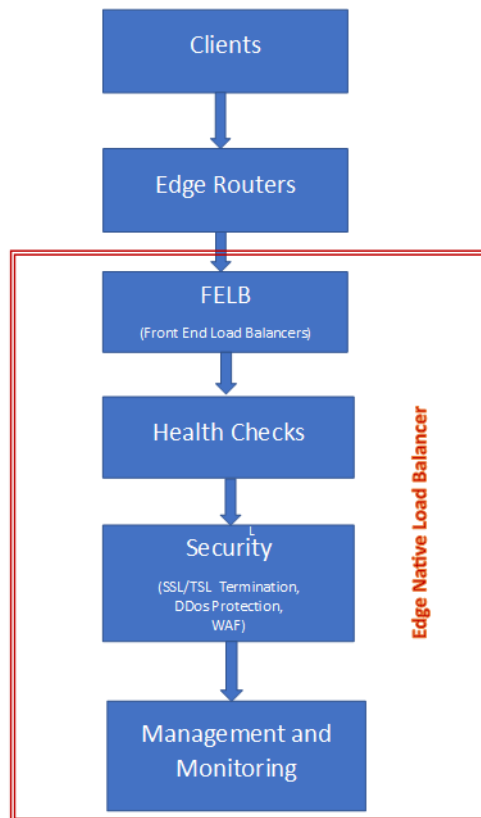 Clients
Edge Routers
FELB
(Front End Load Balancers)
Health Checks
L
Security
(SSL/TSL Termination,
DDos Protection,
WAF)
Management and
Monitoring
Edge Native Load Balancer